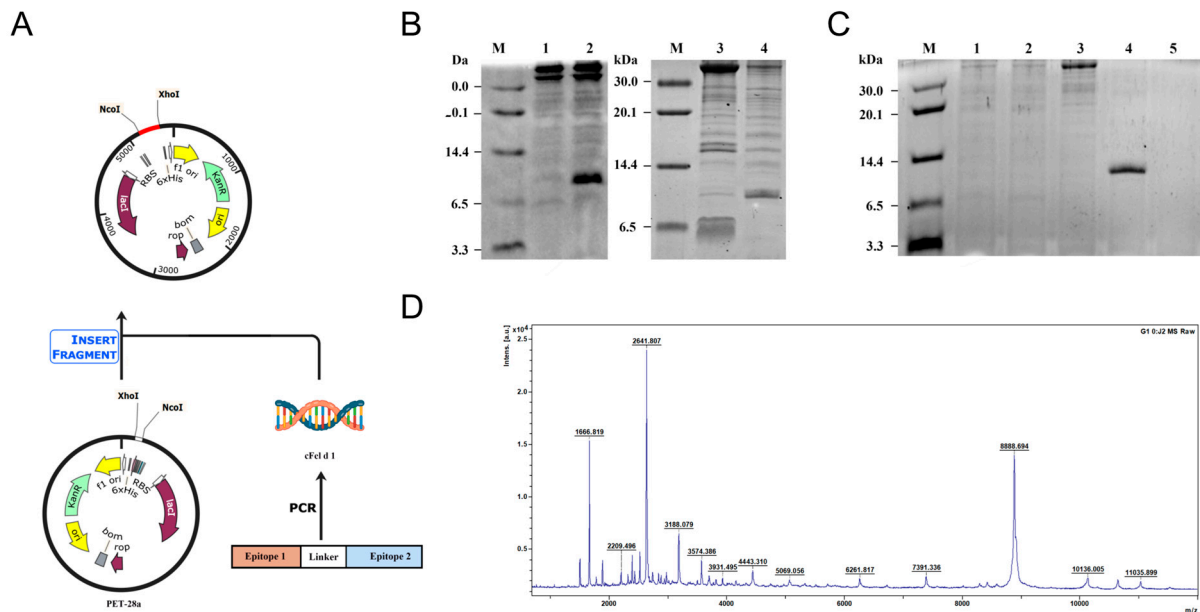 A
NcoI
XhoI
5000
1000
RBS
6xHis
f1 ori
KanR
lacI
ori
4000
bom
rop
2000
3000
INSERT
FRAGMENT
XhoI
NcoI
cFel d 1
KanR
f1 ori
6xHis
RBS
lacI
ori
bom
rop
PCR
Epitope 1 Linker Epitope 2
PET-28a
B
Da M 1 2
0.0
.0.1
14.4
6.5
3.3
kDa M 3 4
30.0
20.1
14.4
6.5
C
M 1 2 3 4 5
kDa
30.0
20.1
14.4
6.5
3.3
D
Intens. [a.u.]
x10⁴
G1 0:J2 MS Raw
2.5
2.0
1.5
1.0
0.5
1666.819
2209.496
2641.807
3188.079
3574.386
3931.495
4443.310
5069.056
6261.817
7391.336
8888.694
10136.005
11035.899
2000 4000 6000 8000 10000
m/z